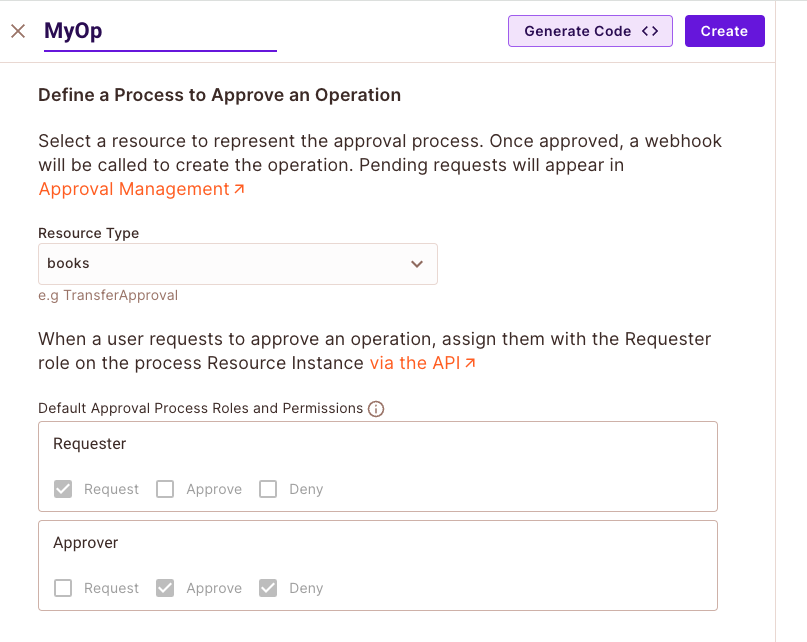 MyOp
Generate Code <>
Create
Define a Process to Approve an Operation
Select a resource to represent the approval process. Once approved, a webhook
will be called to create the operation. Pending requests will appear in
Approval Management
Resource Type
books
e.g TransferApproval
When a user requests to approve an operation, assign them with the Requester
role on the process Resource Instance via the API
Default Approval Process Roles and Permissions
Requester
Request Approve Deny
Approver
Request Approve Deny